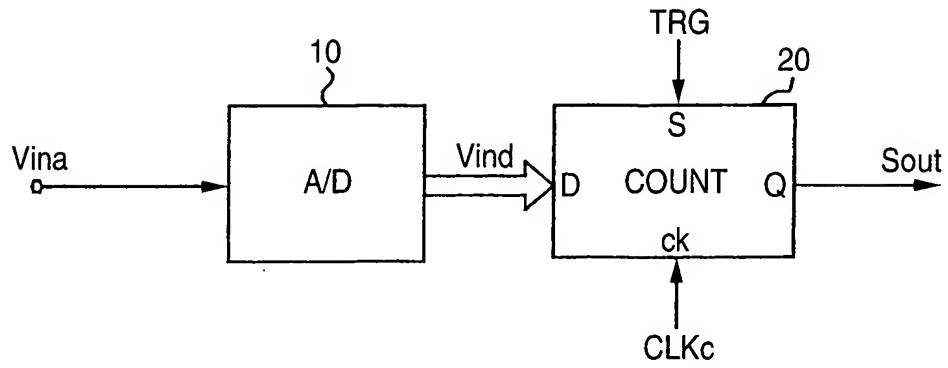 TRG
10
20
S
Vina
A/D
Vind
D
COUNT
Q
Sout
ck
CLKc